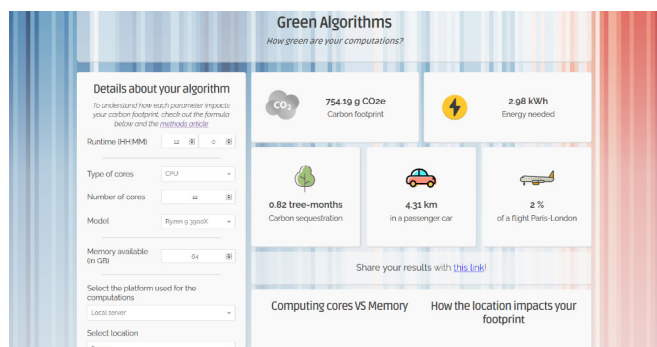 Green Algorithms
How green are your computations?
Details about your algorithm
To understand how each parameter impacts
your carbon footprint, check out the formula
below and the methods article
Runtime (HH:MM)
12
0
Type of cores
CPU
Number of cores
12
Model
Ryzen 9 3900X
Memory available
(in GB)
64
Select the platform used for the
computations
Local server
Select location
CO2
754.19 g CO2e
Carbon footprint
2.98 kWh
Energy needed
0.82 tree-months
Carbon sequestration
4.31 km
in a passenger car
2 %
of a flight Paris-London
Share your results with this link!
Computing cores VS Memory
How the location impacts your
footprint